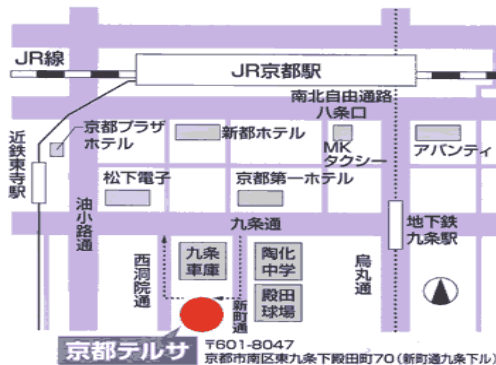 JR線
JR京都駅
南北自由通路
八条口
京都プラザ
ホテル
新都ホテル
MK
タクシー
アバンティ
近鉄東寺駅
松下電子
京都第一ホテル
油小路通
九条通
地下鉄
九条駅
西洞院通
九条
車庫
陶化
中学
烏丸通
新町通
殿田
球場
京都テルサ
〒601-8047
京都市南区東九条下殿田町70(新町通九条下ル)